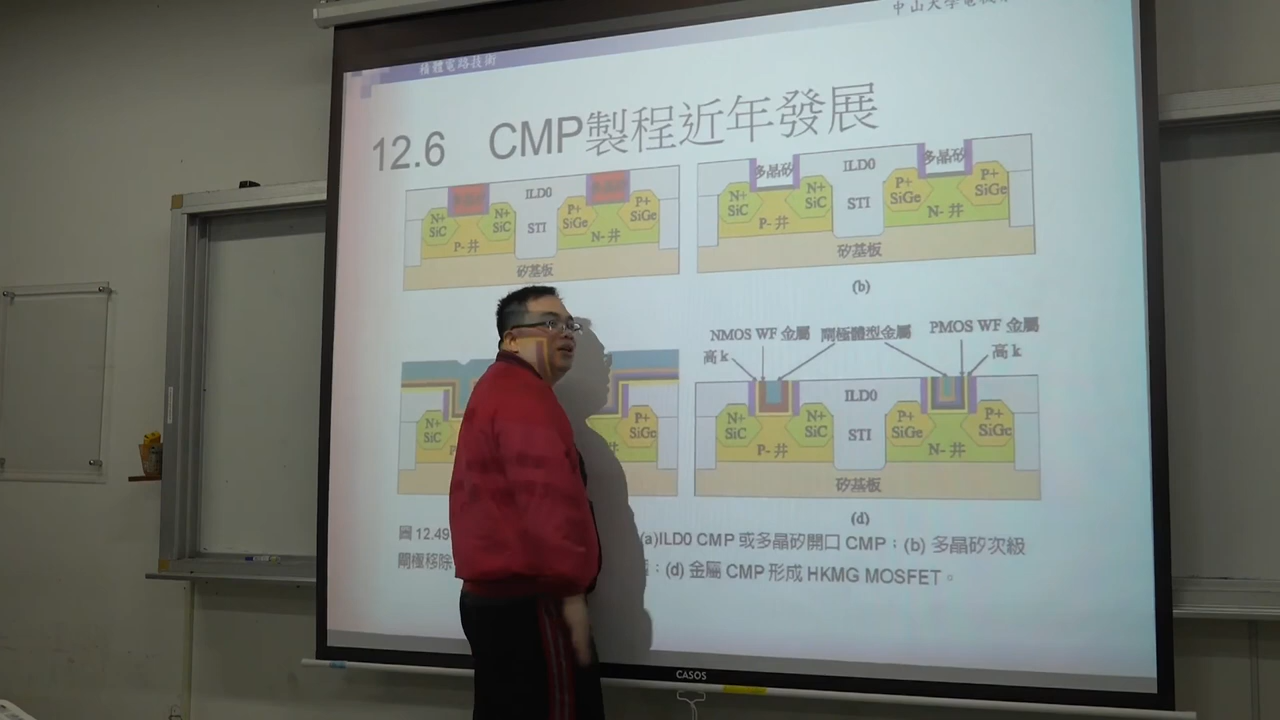 中山大學電機系
積體電路技術
12.6 CMP製程近年發展
ILD0
N+
SiC
N+
SiC
STI
P+
SiGe
P+
SiGe
P- 井
N- 井
矽基板
多晶矽
ILD0
多晶矽
N+
SiC
N+
SiC
STI
P+
SiGe
P+
SiGe
P- 井
N- 井
矽基板
(b)
N+
SiC
P+
SiGe
井
NMOS WF 金屬
閘極體型金屬
PMOS WF 金屬
高 k
高 k
ILD0
N+
SiC
N+
SiC
STI
P+
SiGe
P+
SiGe
P- 井
N- 井
矽基板
(d)
圖 12.49
(a)ILD0 CMP 或多晶矽開口 CMP；(b) 多晶矽次級
閘極移除
；(d) 金屬 CMP 形成 HKMG MOSFET。
CASOS